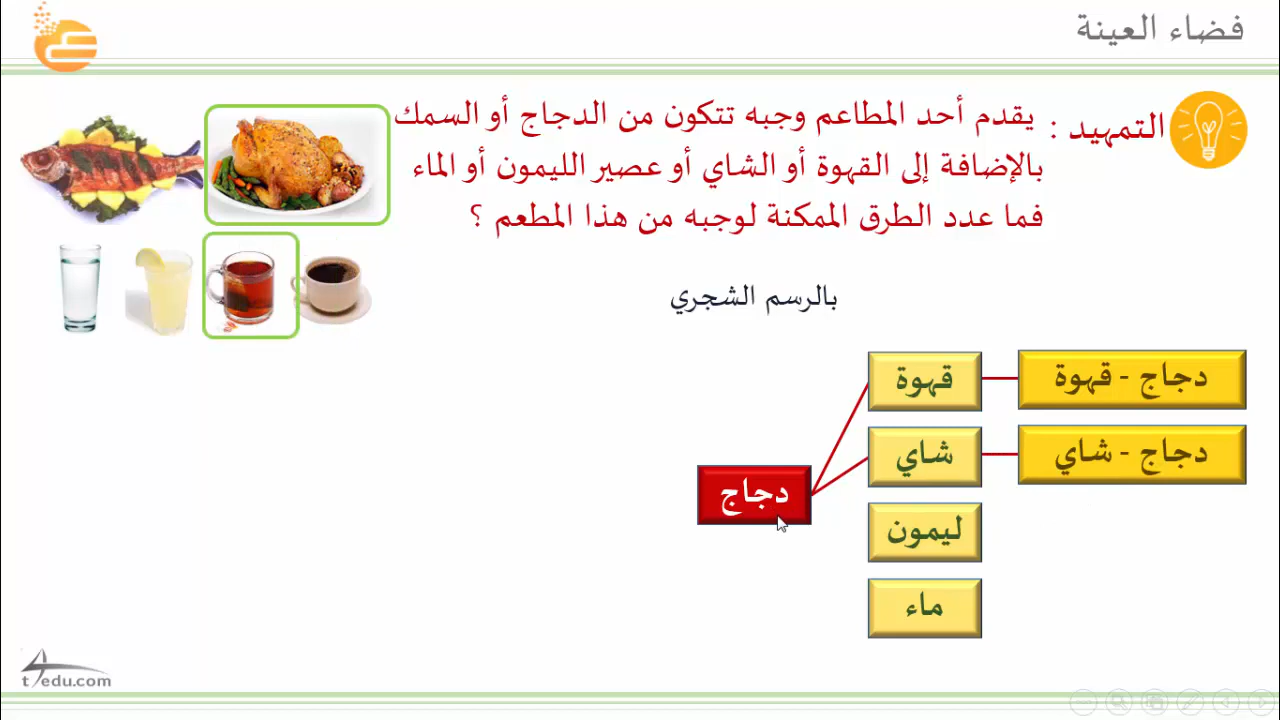 فضاء العينة
التمهيد : يقدم أحد المطاعم وجبه تتكون من الدجاج أو السمك
بالإضافة إلى القهوة أو الشاي أو عصير الليمون أو الماء
فما عدد الطرق الممكنة لوجبه من هذا المطعم ؟
بالرسم الشجري
دجاج
قهوة
دجاج - قهوة
شاي
دجاج - شاي
ليمون
ماء
t4edu.com